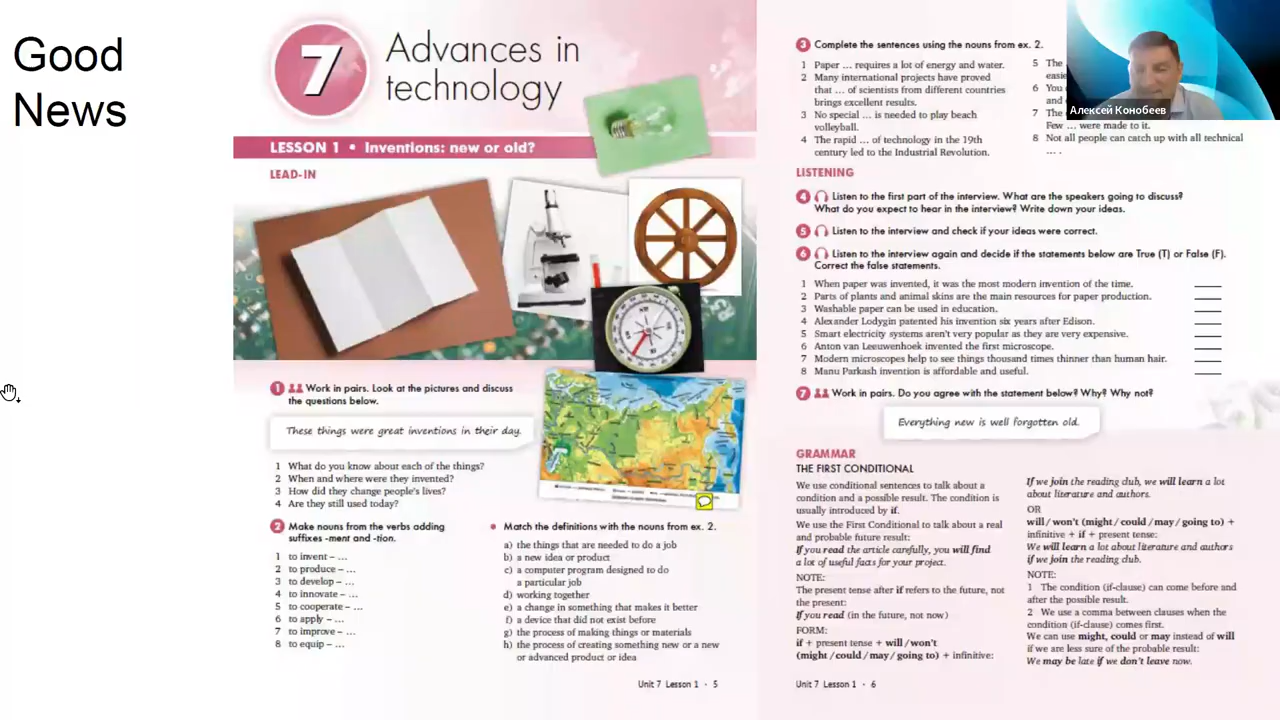 Good
News
7
Advances in
technology
LESSON 1 • Inventions: new or old?
LEAD-IN
1 Work in pairs. Look at the pictures and discuss
the questions below.
These things were great inventions in their day.
1 What do you know about each of the things?
2 When and where were they invented?
3 How did they change people's lives?
4 Are they still used today?
2 Make nouns from the verbs adding
suffixes -ment and -tion.
1 to invent – ...
2 to produce – ...
3 to develop – ...
4 to innovate – ...
5 to cooperate – ...
6 to apply – ...
7 to improve – ...
8 to equip – ...
• Match the definitions with the nouns from ex. 2.
a) the things that are needed to do a job
b) a new idea or product
c) a computer program designed to do
a particular job
d) working together
e) a change in something that makes it better
f) a device that did not exist before
g) the process of making things or materials
h) the process of creating something new or a new
or advanced product or idea
Unit 7 Lesson 1 • 5
3 Complete the sentences using the nouns from ex. 2.
1 Paper ... requires a lot of energy and water.
2 Many international projects have proved
that ... of scientists from different countries
brings excellent results.
3 No special ... is needed to play beach
volleyball.
4 The rapid ... of technology in the 19th
century led to the Industrial Revolution.
5 The
easie
6 You
and
7 The
Few ... were made to it.
8 Not all people can catch up with all technical
... .
Алексей Конобеев
LISTENING
4 Listen to the first part of the interview. What are the speakers going to discuss?
What do you expect to hear in the interview? Write down your ideas.
5 Listen to the interview and check if your ideas were correct.
6 Listen to the interview again and decide if the statements below are True (T) or False (F).
Correct the false statements.
1 When paper was invented, it was the most modern invention of the time.
2 Parts of plants and animal skins are the main resources for paper production.
3 Washable paper can be used in education.
4 Alexander Lodygin patented his invention six years after Edison.
5 Smart electricity systems aren't very popular as they are very expensive.
6 Anton van Leeuwenhoek invented the first microscope.
7 Modern microscopes help to see things thousand times thinner than human hair.
8 Manu Parkash invention is affordable and useful.
7 Work in pairs. Do you agree with the statement below? Why? Why not?
Everything new is well forgotten old.
GRAMMAR
THE FIRST CONDITIONAL
We use conditional sentences to talk about a
condition and a possible result. The condition is
usually introduced by if.
We use the First Conditional to talk about a real
and probable future result:
If you read the article carefully, you will find
a lot of useful facts for your project.
NOTE:
The present tense after if refers to the future, not
the present:
If you read (in the future, not now)
FORM:
if + present tense + will/won't
(might/could/may/going to) + infinitive:
If we join the reading club, we will learn a lot
about literature and authors.
OR
will/won't (might/could/may/going to) +
infinitive + if + present tense:
We will learn a lot about literature and authors
if we join the reading club.
NOTE:
1 The condition (if-clause) can come before and
after the possible result.
2 We use a comma between clauses when the
condition (if-clause) comes first.
We can use might, could or may instead of will
if we are less sure of the probable result:
We may be late if we don't leave now.
Unit 7 Lesson 1 • 6